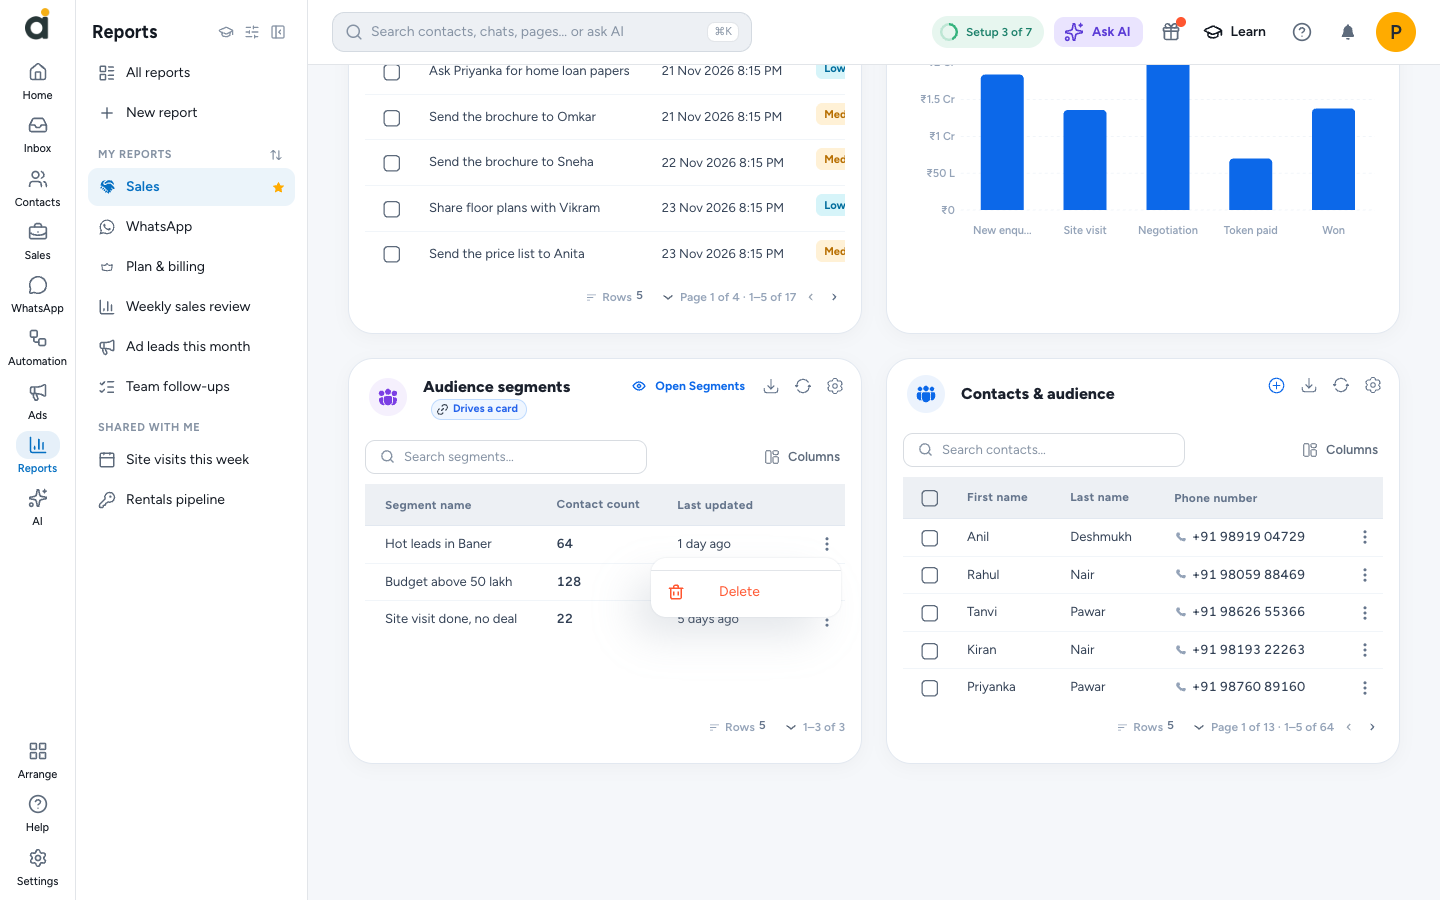 Reports
Search contacts, chats, pages... or ask AI
⌘K
Setup 3 of 7
Ask AI
Learn
P
Home
Inbox
Contacts
Sales
WhatsApp
Automation
Ads
Reports
AI
Arrange
Help
Settings
All reports
New report
MY REPORTS
Sales
WhatsApp
Plan & billing
Weekly sales review
Ad leads this month
Team follow-ups
SHARED WITH ME
Site visits this week
Rentals pipeline
Ask Priyanka for home loan papers 21 Nov 2026 8:15 PM Low
Send the brochure to Omkar 21 Nov 2026 8:15 PM Med
Send the brochure to Sneha 22 Nov 2026 8:15 PM Med
Share floor plans with Vikram 23 Nov 2026 8:15 PM Low
Send the price list to Anita 23 Nov 2026 8:15 PM Med
Rows 5 Page 1 of 4 · 1–5 of 17
₹1.5 Cr
₹1 Cr
₹50 L
₹0
New enqu... Site visit Negotiation Token paid Won
Audience segments
Drives a card
Open Segments
Search segments...
Columns
Segment name Contact count Last updated
Hot leads in Baner 64 1 day ago
Budget above 50 lakh 128
Delete
Site visit done, no deal 22 5 days ago
Rows 5 1–3 of 3
Contacts & audience
Search contacts...
Columns
First name Last name Phone number
Anil Deshmukh +91 98919 04729
Rahul Nair +91 98059 88469
Tanvi Pawar +91 98626 55366
Kiran Nair +91 98193 22263
Priyanka Pawar +91 98760 89160
Rows 5 Page 1 of 13 · 1–5 of 64